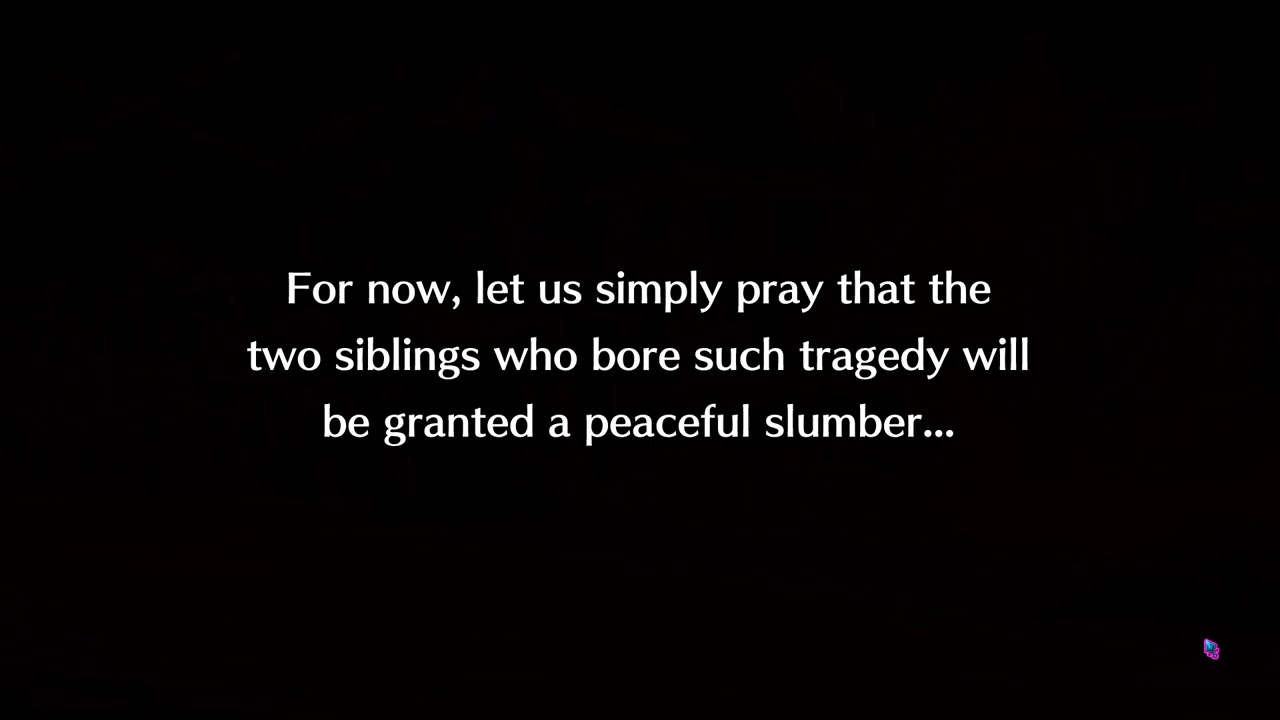 For now, let us simply pray that the
two siblings who bore such tragedy will
be granted a peaceful slumber...